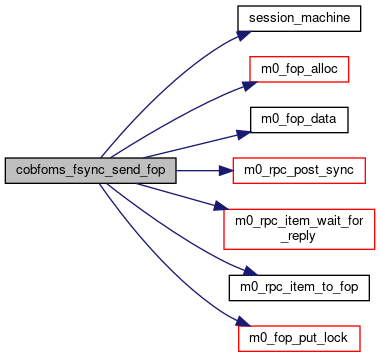 session_machine
m0_fop_alloc
m0_fop_data
cobfoms_fsync_send_fop
m0_rpc_post_sync
m0_rpc_item_wait_for
_reply
m0_rpc_item_to_fop
m0_fop_put_lock